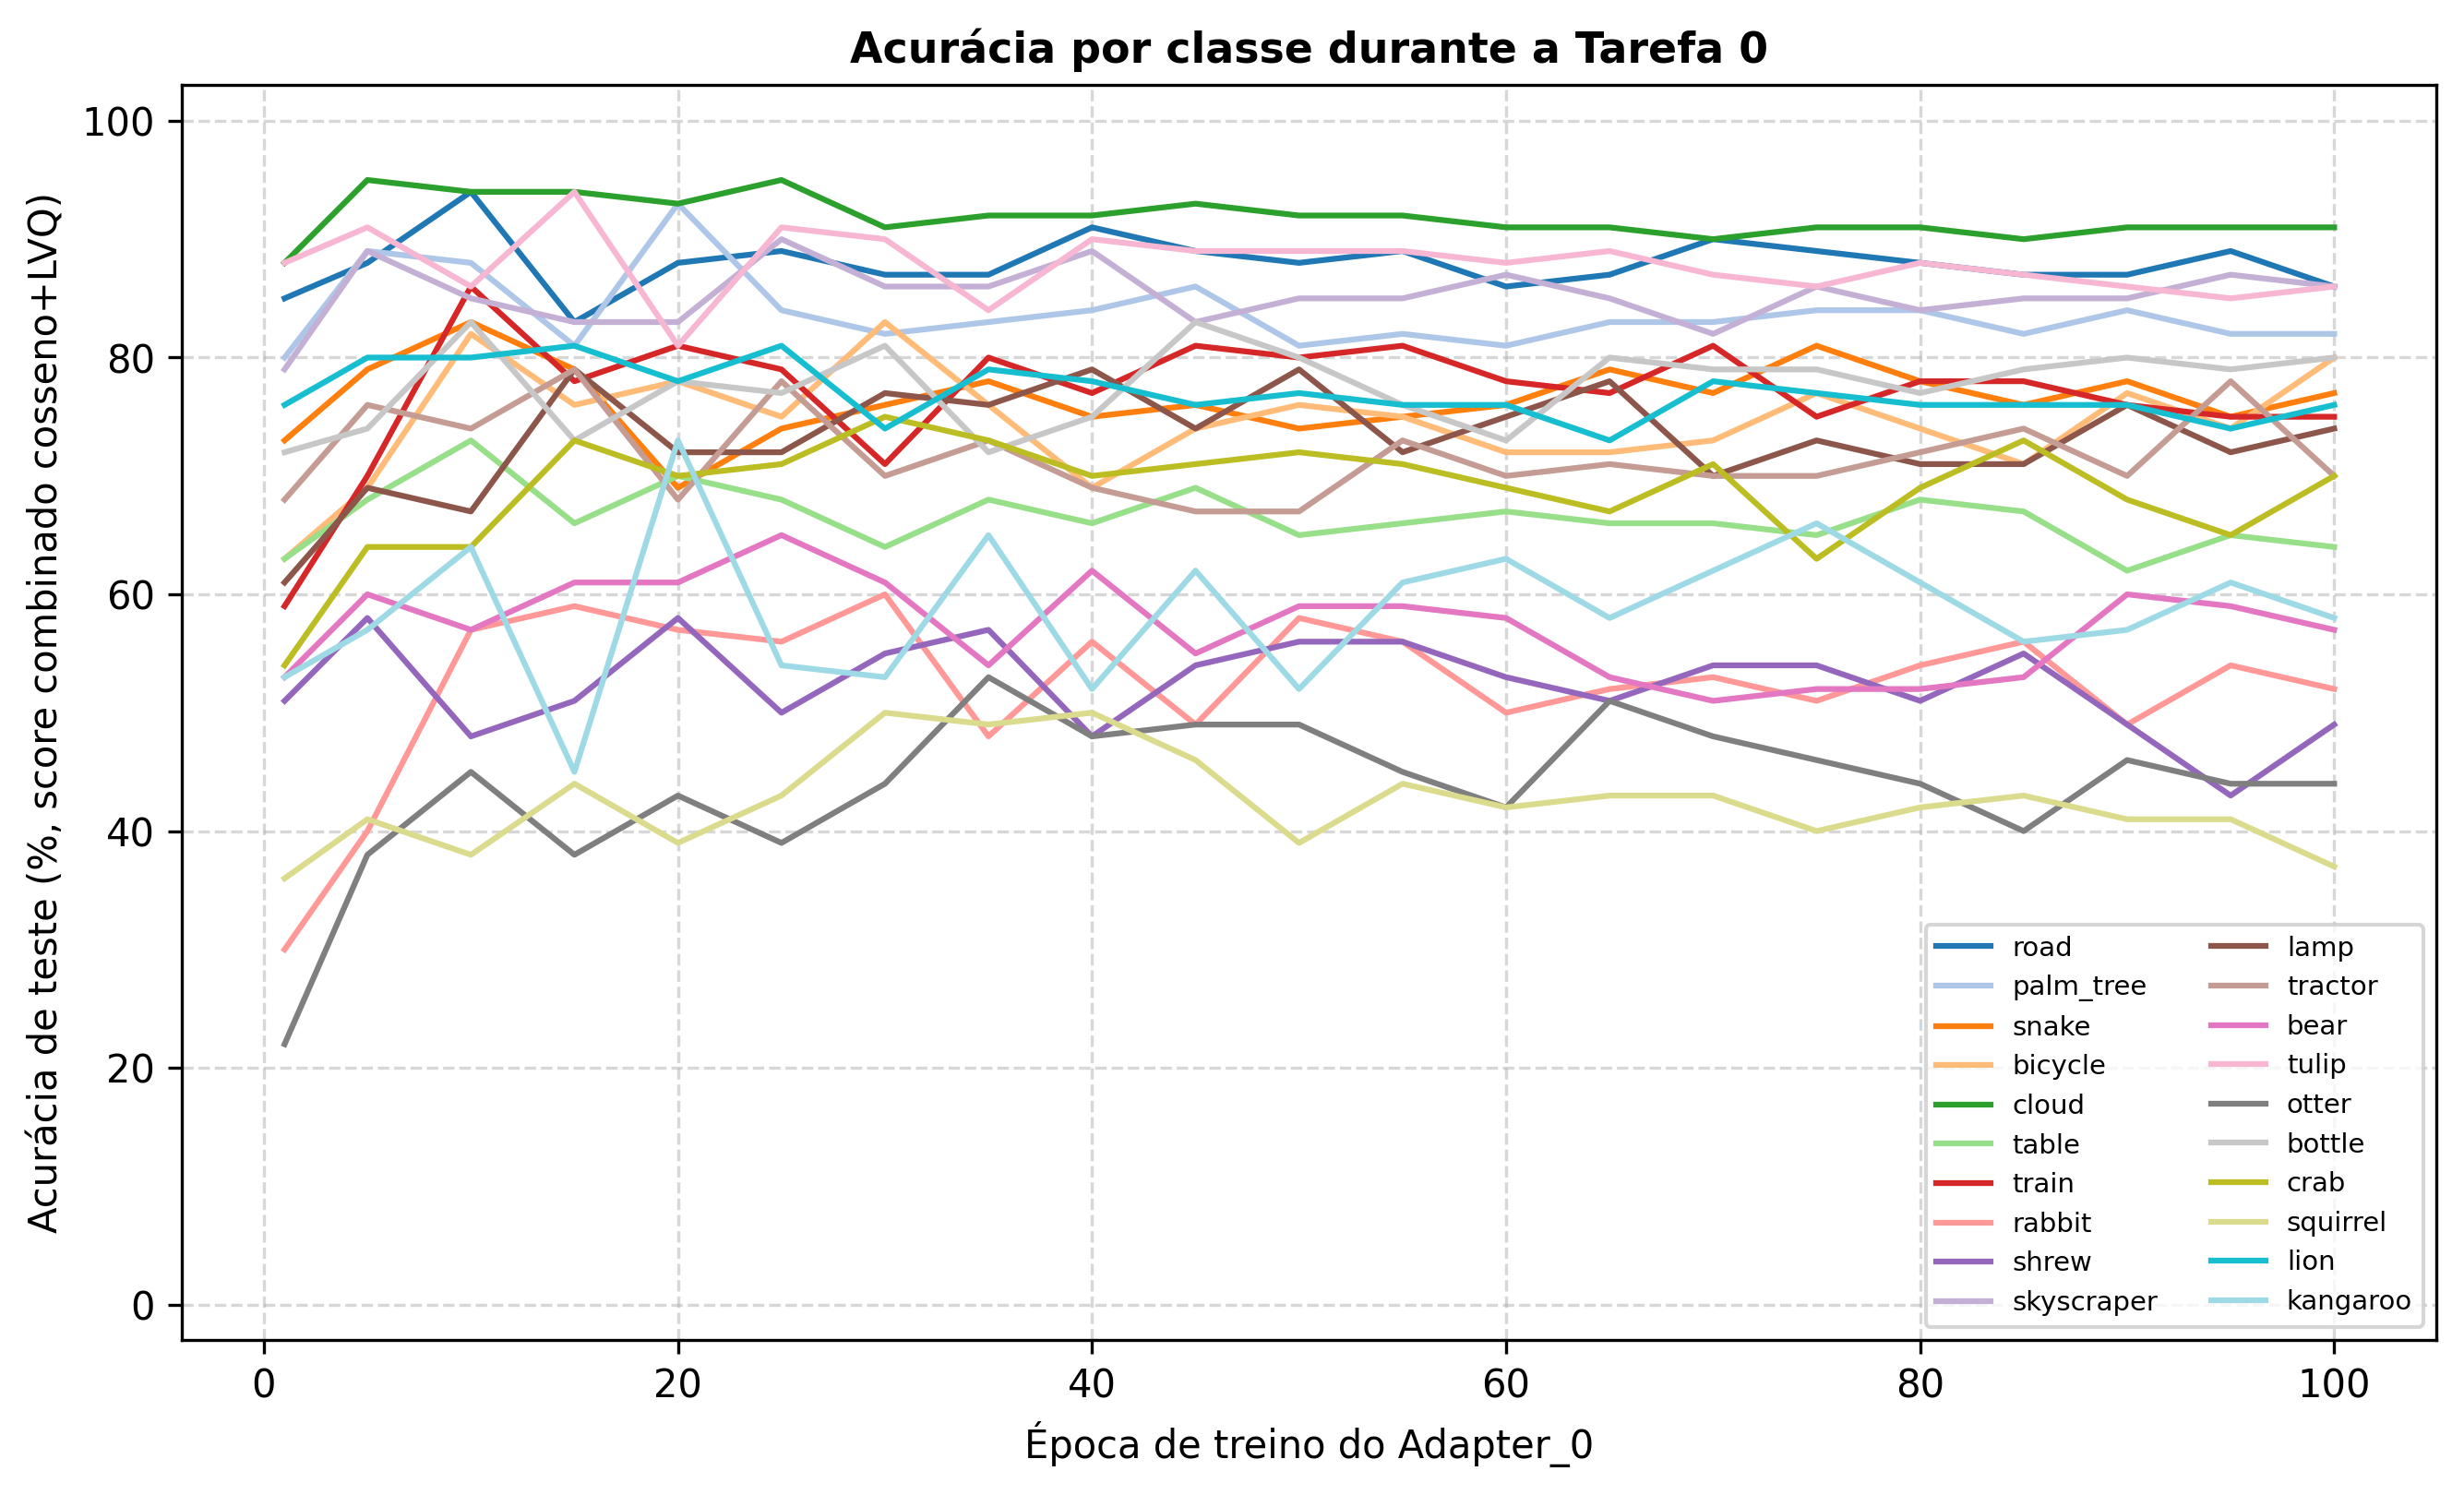 Acurácia por classe durante a Tarefa 0
Acurácia de teste (%, score combinado cosseno+LVQ)
100
80
60
40
20
0
0 20 40 60 80 100
Época de treino do Adapter_0
road
palm_tree
snake
bicycle
cloud
table
train
rabbit
shrew
skyscraper
lamp
tractor
bear
tulip
otter
bottle
crab
squirrel
lion
kangaroo